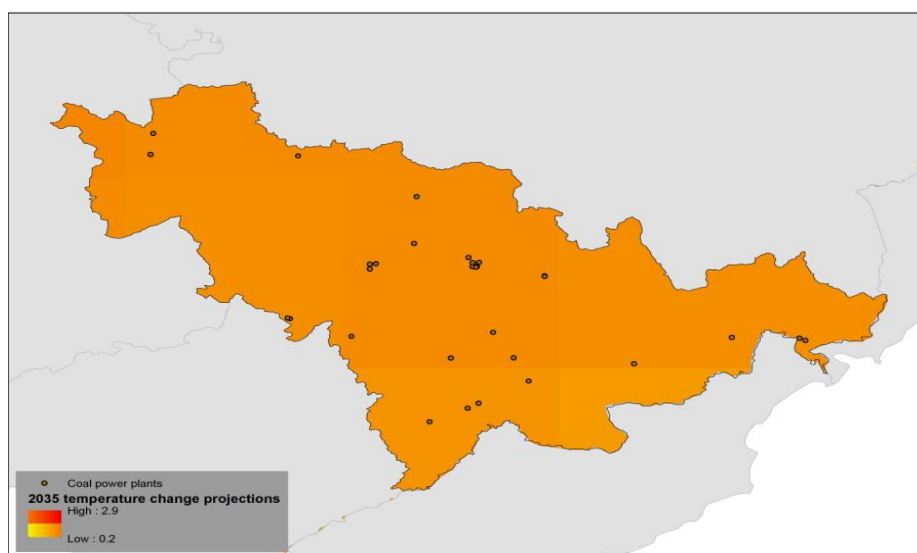 Coal power plants
2035 temperature change projections
High : 2.9
Low : 0.2